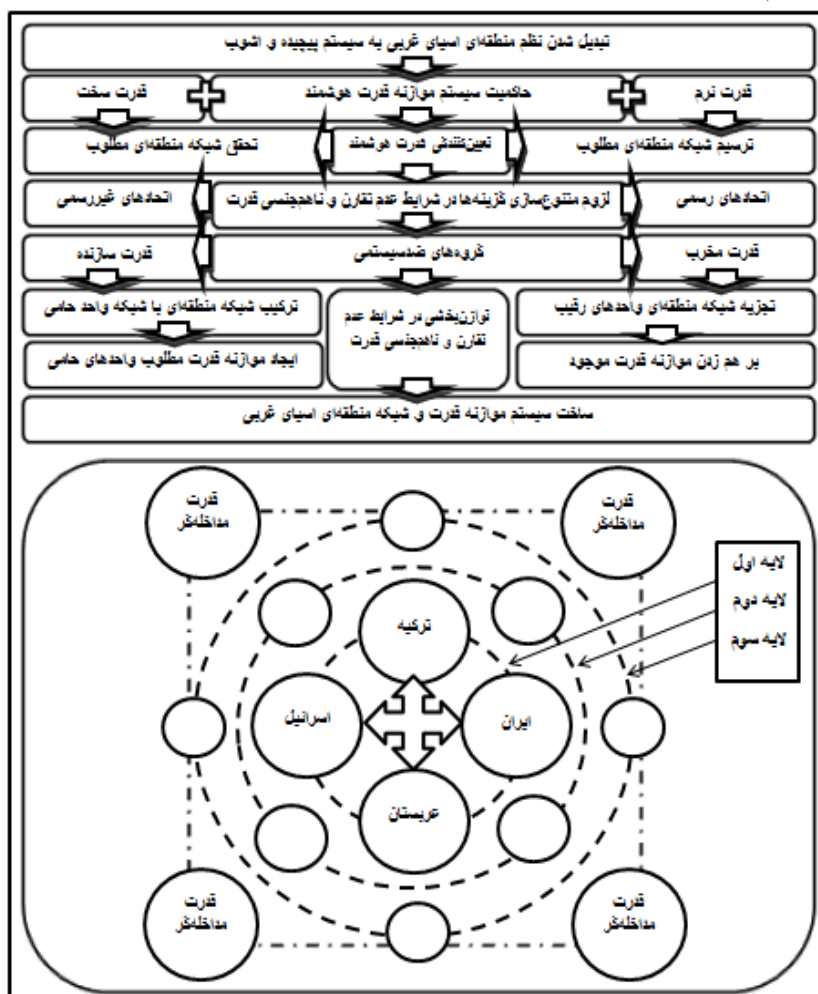 تبدیل شدن نظم منطقه‌ای آسیای غربی به سیستم پیچیده و آشوب
قدرت نرم
حاکمیت سیستم موازنه قدرت هوشمند
قدرت سخت
ترسیم شبکه منطقه‌ای مطلوب
تعیین‌کنندگی قدرت هوشمند
تحقق شبکه منطقه‌ای مطلوب
اتحادهای رسمی
لزوم متنوع‌سازی گزینه‌ها در شرایط عدم تقارن و ناهم‌جنسی قدرت
اتحادهای غیررسمی
قدرت مخرب
گروه‌های ضدسیستمی
قدرت سازنده
تجزیه شبکه منطقه‌ای واحدهای رقیب
توازن‌بخشی در شرایط عدم
تقارن و ناهم‌جنسی قدرت
ترکیب شبکه منطقه‌ای با شبکه واحد حامی
بر هم زدن موازنه قدرت موجود
ایجاد موازنه قدرت مطلوب واحدهای حامی
ساخت سیستم موازنه قدرت و شبکه منطقه‌ای آسیای غربی
قدرت
مداخله‌گر
قدرت
مداخله‌گر
لایه اول
لایه دوم
لایه سوم
ترکیه
ایران
اسرائیل
عربستان
قدرت
مداخله‌گر
قدرت
مداخله‌گر